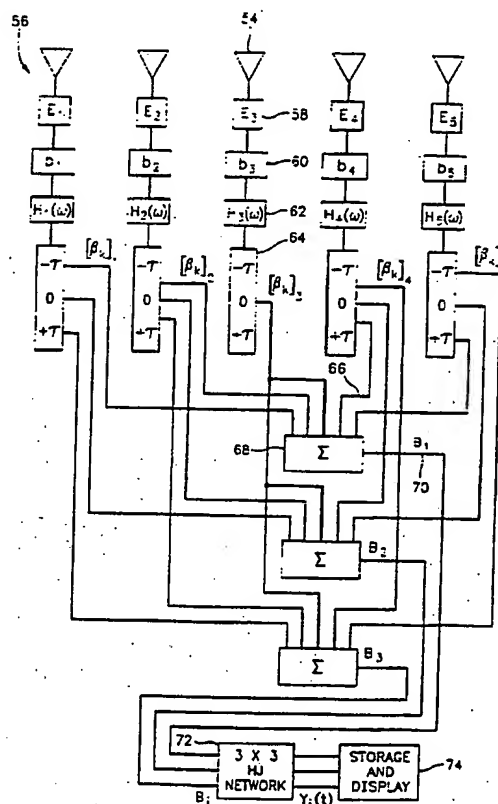 56
54
E₁ E₂ E₃ E₄ E₅
58
b₁ b₂ b₃ b₄ b₅
60
H₁(ω) H₂(ω) H₃(ω) H₄(ω) H₅(ω)
62
64
[βₖ]₁ [βₖ]₂ [βₖ]₃ [βₖ]₄
-τ -τ -τ -τ -τ
0 0 0 0 0
+τ +τ +τ +τ +τ
66
68
Σ
B₁
70
Σ
B₂
Σ
B₃
72
3 X 3
HJ
NETWORK
STORAGE
AND
DISPLAY
74
Bᵢ
Yᵢ(t)